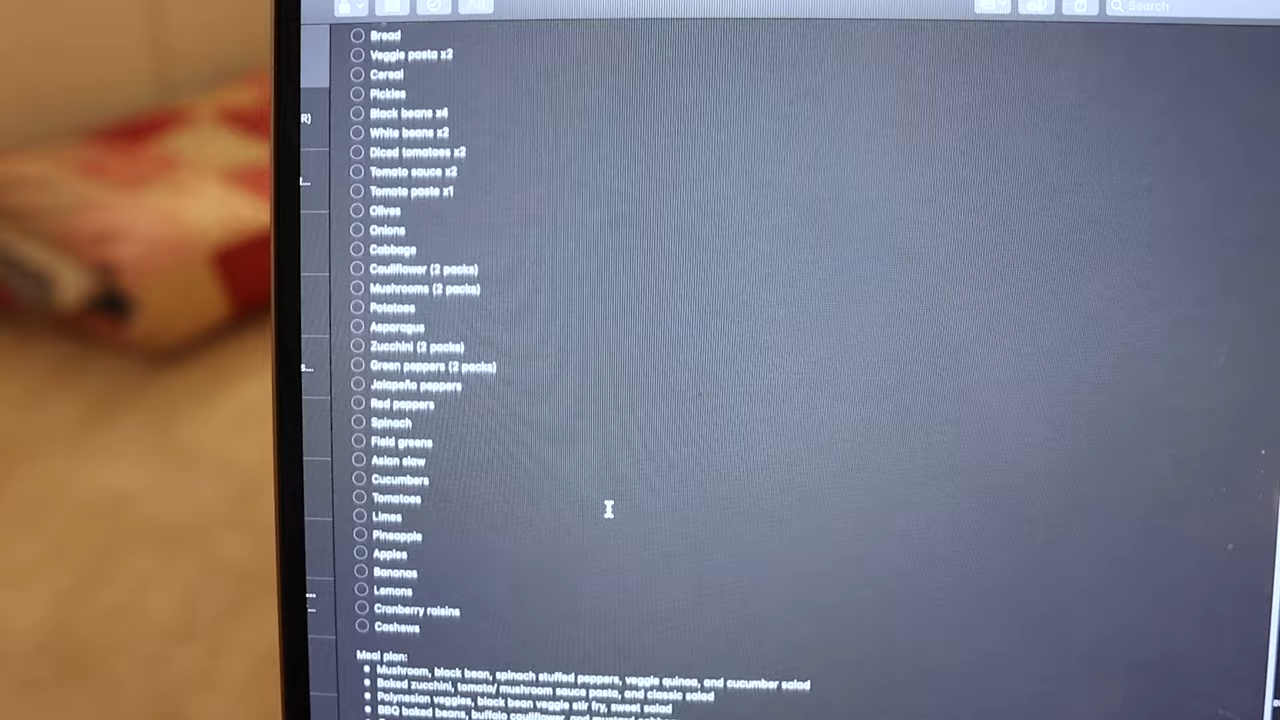 Search
Bread
Veggie pasta x2
Cereal
Pickles
R)
Black beans x4
White beans x2
Diced tomatoes x2
Tomato sauce x2
Tomato paste x1
Olives
Onions
Cabbage
Cauliflower (2 packs)
Mushrooms (2 packs)
Potatoes
Asparagus
Zucchini (2 packs)
Green peppers (2 packs)
s...
Jalapeño peppers
Red peppers
Spinach
Field greens
Asian slaw
Cucumbers
Tomatoes
Limes
Pineapple
Apples
Bananas
Lemons
Cranberry raisins
Cashews
Meal plan:
Mushroom, black bean, spinach stuffed peppers, veggie quinoa, and cucumber salad
Baked zucchini, tomato/ mushroom sauce pasta, and classic salad
Polynesian veggies, black bean veggie stir fry, sweet salad
BBQ baked beans, buffalo cauliflower, and mustard